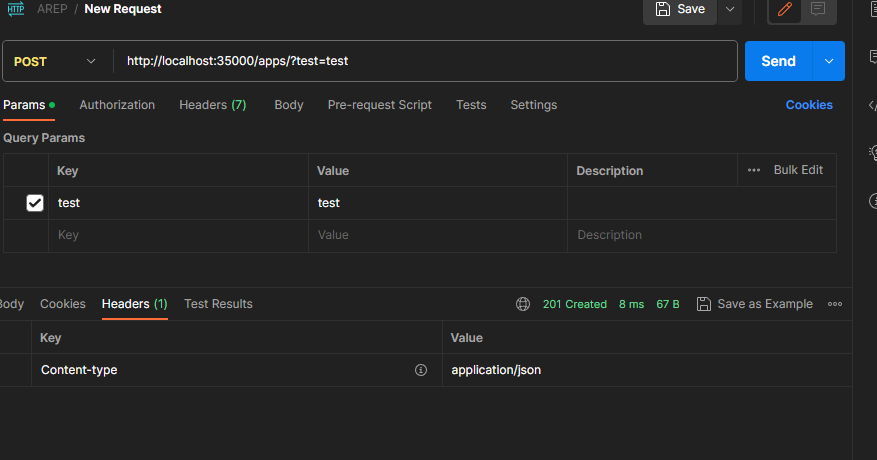 HTTP AREP / New Request Save
POST http://localhost:35000/apps/?test=test Send
Params Authorization Headers (7) Body Pre-request Script Tests Settings Cookies
Query Params
Key Value Description Bulk Edit
test test
Key Value Description
Body Cookies Headers (1) Test Results 201 Created 8 ms 67 B Save as Example
Key Value
Content-type application/json